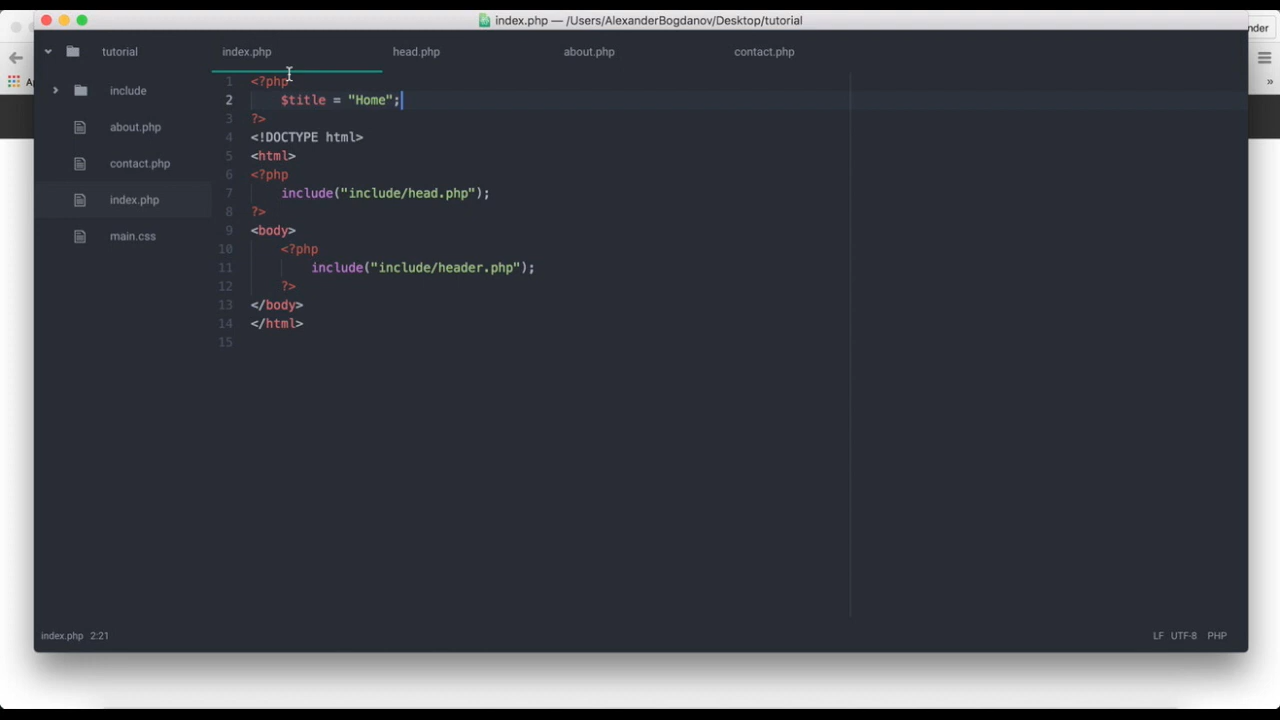 index.php — /Users/AlexanderBogdanov/Desktop/tutorial
nder
tutorial
index.php
head.php
about.php
contact.php
include
about.php
contact.php
index.php
main.css
1 <?php
2 $title = "Home";
3 ?>
4 <!DOCTYPE html>
5 <html>
6 <?php
7 include("include/head.php");
8 ?>
9 <body>
10 <?php
11 include("include/header.php");
12 ?>
13 </body>
14 </html>
15
index.php 2:21
LF UTF-8 PHP